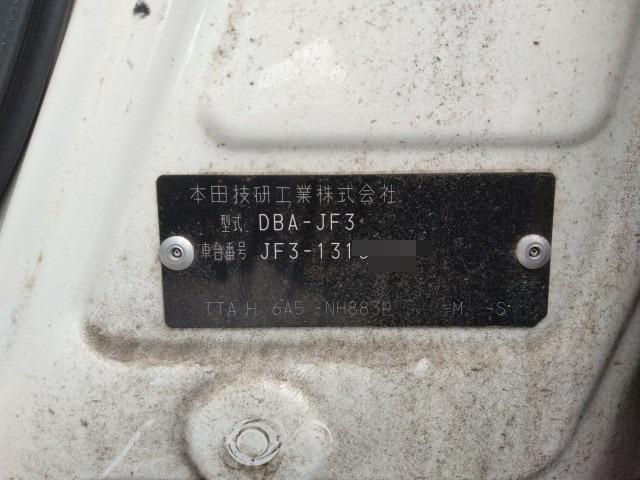 本田技研工業株式会社
型式 DBA-JF3
車台番号 JF3-131
TTA H 6A5 -NH883P -M -S